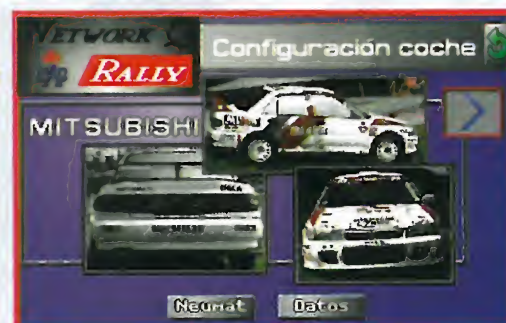 NETWORK Q
RALLY
Configuración coche
MITSUBISHI
Neumat
Datos